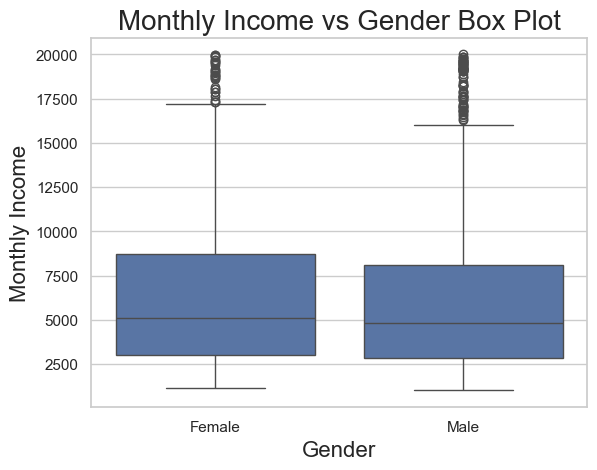 Monthly Income vs Gender Box Plot
20000
17500
15000
12500
10000
7500
5000
2500
Monthly Income
Female
Male
Gender